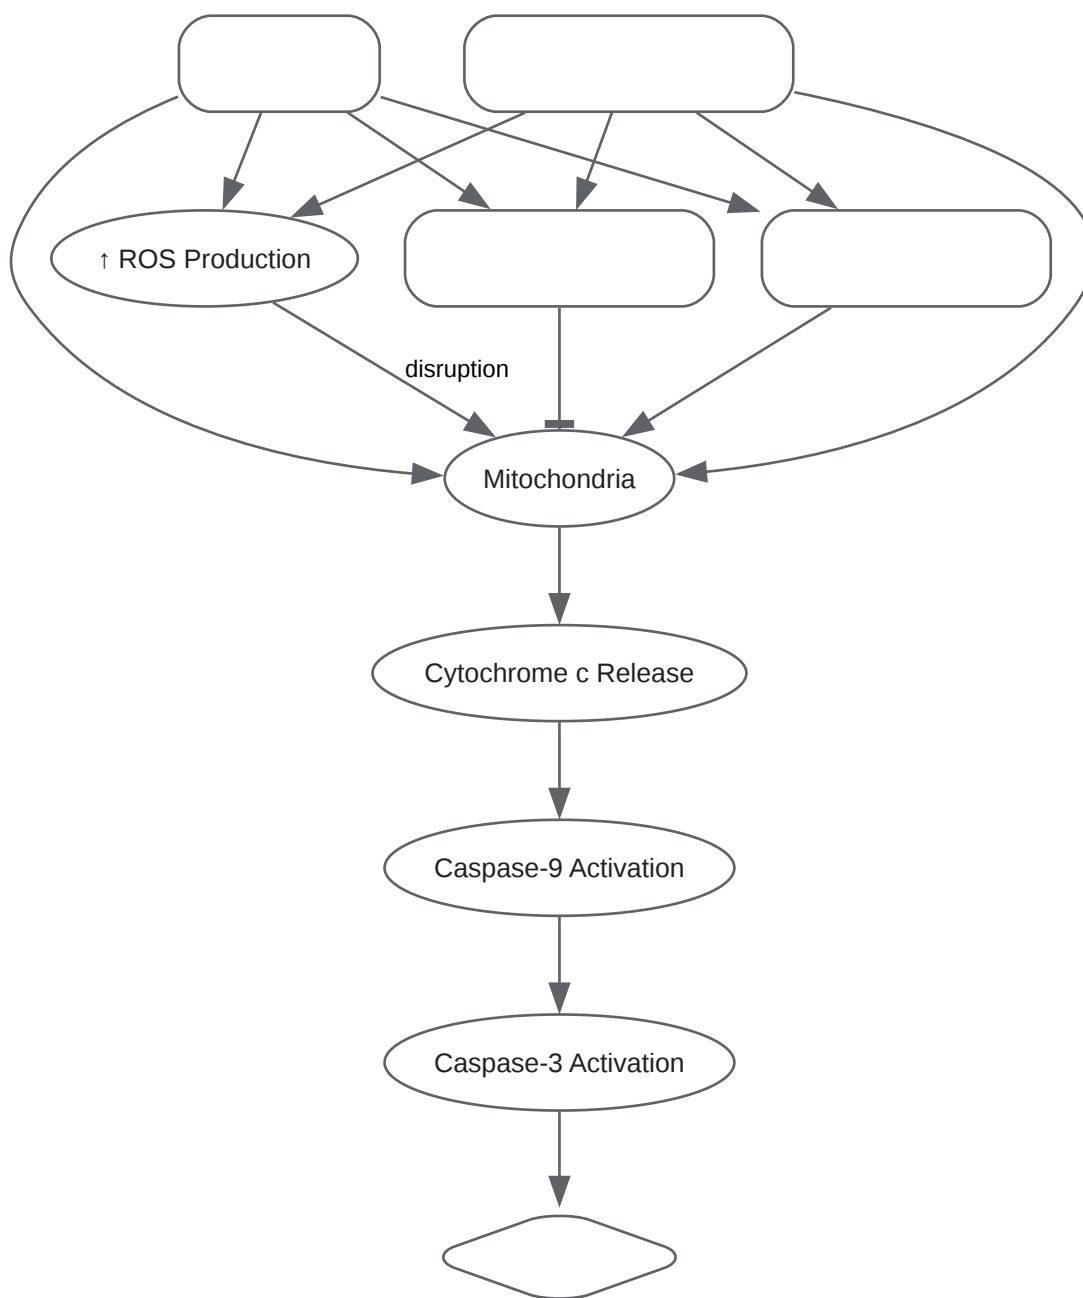 ↑ ROS Production
disruption
Mitochondria
Cytochrome c Release
Caspase-9 Activation
Caspase-3 Activation